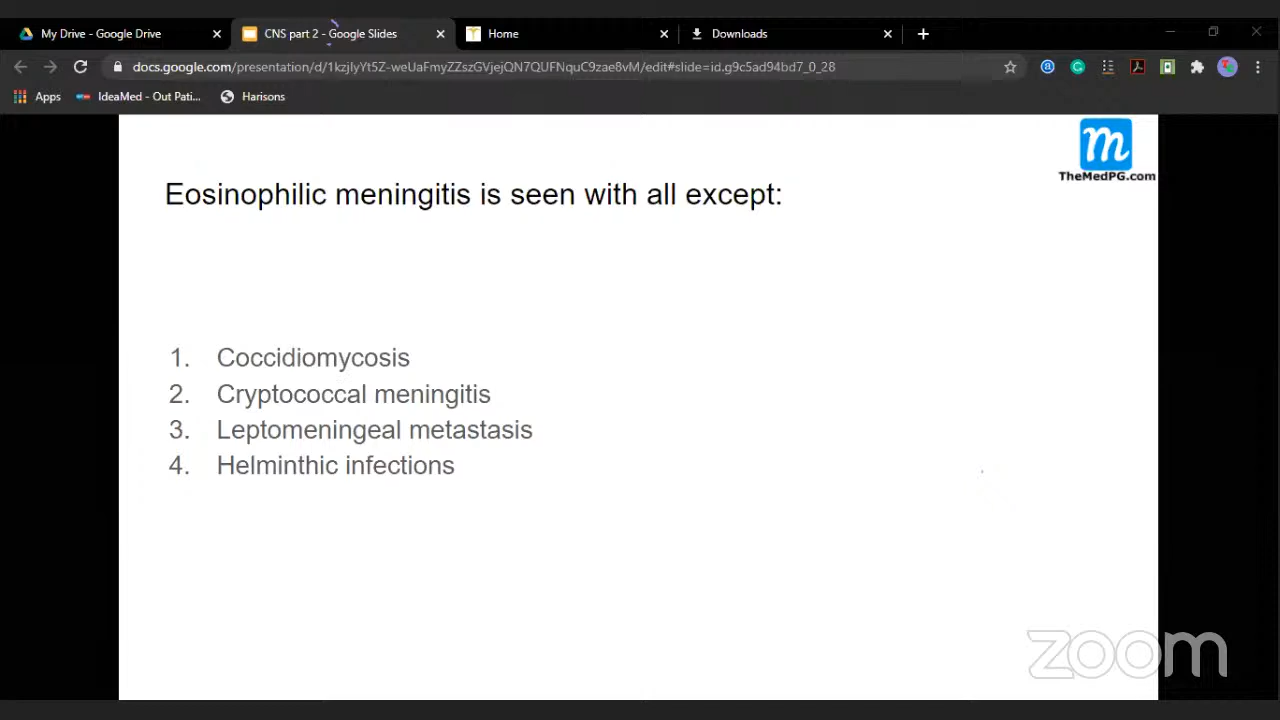 My Drive - Google Drive
CNS part 2 - Google Slides
Home
Downloads
docs.google.com/presentation/d/1kzjlyYt5Z-weUaFmyZZszGVjejQN7QUFNquC9zae8vM/edit#slide=id.g9c5ad94bd7_0_28
Apps
IdeaMed - Out Pati...
Harisons
m
TheMedPG.com
Eosinophilic meningitis is seen with all except:
1. Coccidiomycosis
2. Cryptococcal meningitis
3. Leptomeningeal metastasis
4. Helminthic infections
zoom